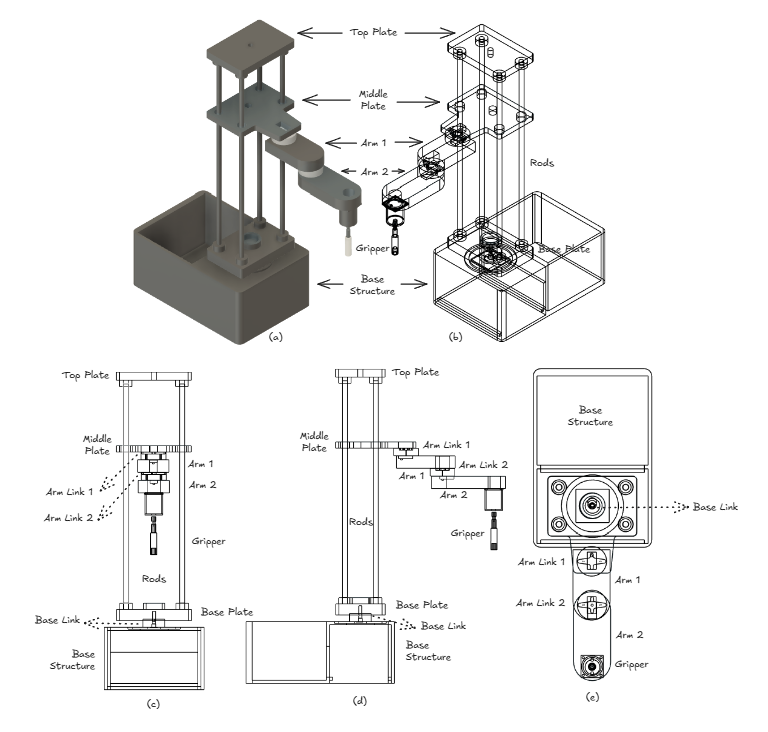 Top Plate
Middle
Plate
Arm 1
Arm 2
Rods
Gripper
Base Plate
Base
Structure
(a)
(b)
Top Plate
Middle
Plate
Arm 1
Arm 2
Arm Link 1
Arm Link 2
Gripper
Rods
Base Plate
Base Link
Base
Structure
(c)
Top Plate
Middle
Plate
Arm Link 1
Arm Link 2
Arm 1
Arm 2
Rods
Gripper
Base Plate
Base Link
Base
Structure
(d)
Base
Structure
Base Link
Arm Link 1
Arm 1
Arm Link 2
Arm 2
Gripper
(e)